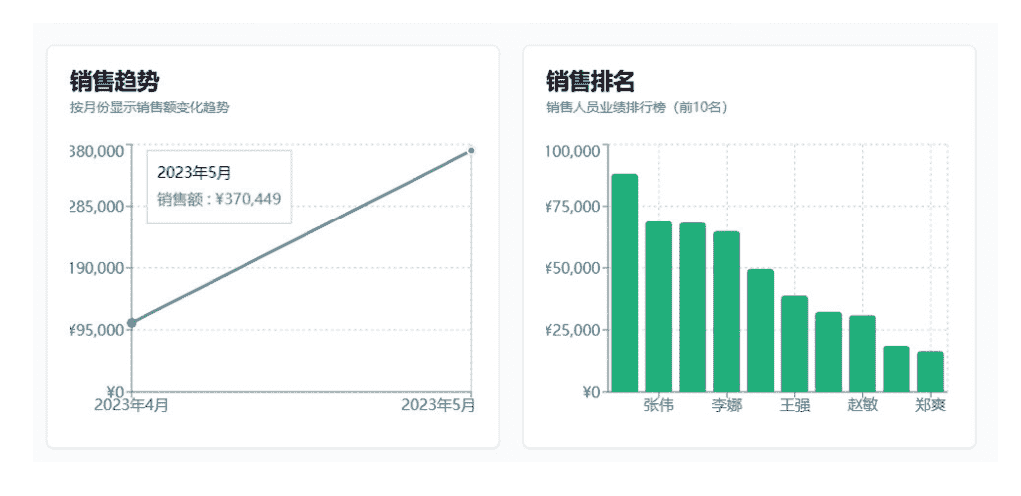 销售趋势
按月份显示销售额变化趋势
380,000
285,000
190,000
¥95,000
¥0
2023年4月
2023年5月
2023年5月
销售额 : ¥370,449
销售排名
销售人员业绩排行榜（前10名）
100,000
¥75,000
¥50,000
¥25,000
¥0
张伟
李娜
王强
赵敏
郑爽